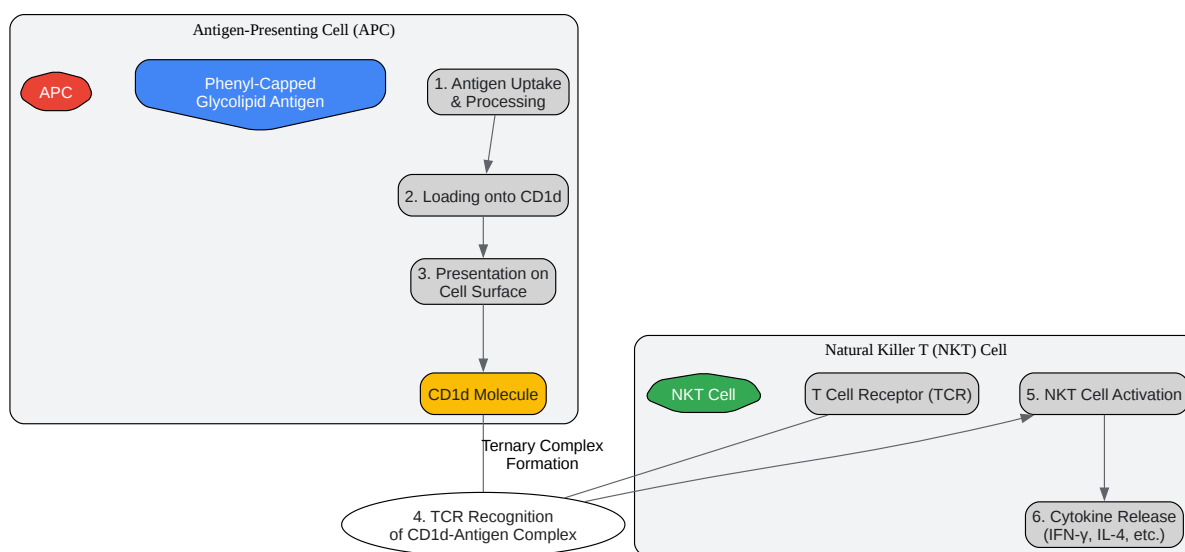 Antigen-Presenting Cell (APC)
APC
Phenyl-Capped
Glycolipid Antigen
1. Antigen Uptake
& Processing
2. Loading onto CD1d
3. Presentation on
Cell Surface
CD1d Molecule
Ternary Complex
Formation
4. TCR Recognition
of CD1d-Antigen Complex
Natural Killer T (NKT) Cell
NKT Cell
T Cell Receptor (TCR)
5. NKT Cell Activation
6. Cytokine Release
(IFN-γ, IL-4, etc.)